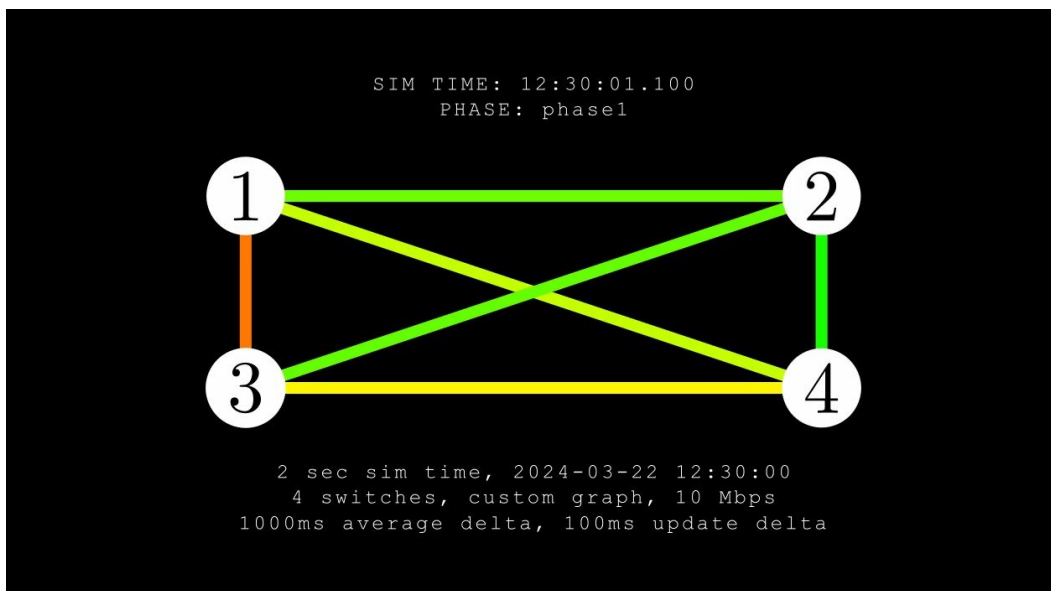 SIM TIME: 12:30:01.100
PHASE: phase1
1 2
3 4
2 sec sim time, 2024-03-22 12:30:00
4 switches, custom graph, 10 Mbps
1000ms average delta, 100ms update delta